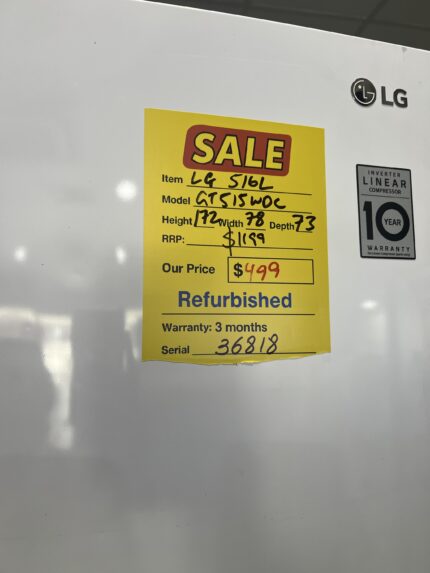 LG
SALE
Item LG 516L
Model GT515WDC
Height 172 Width 78 Depth 73
RRP: $1199
Our Price $499
Refurbished
Warranty: 3 months
Serial 36818
INVERTER
LINEAR
COMPRESSOR
10 YEAR
WARRANTY